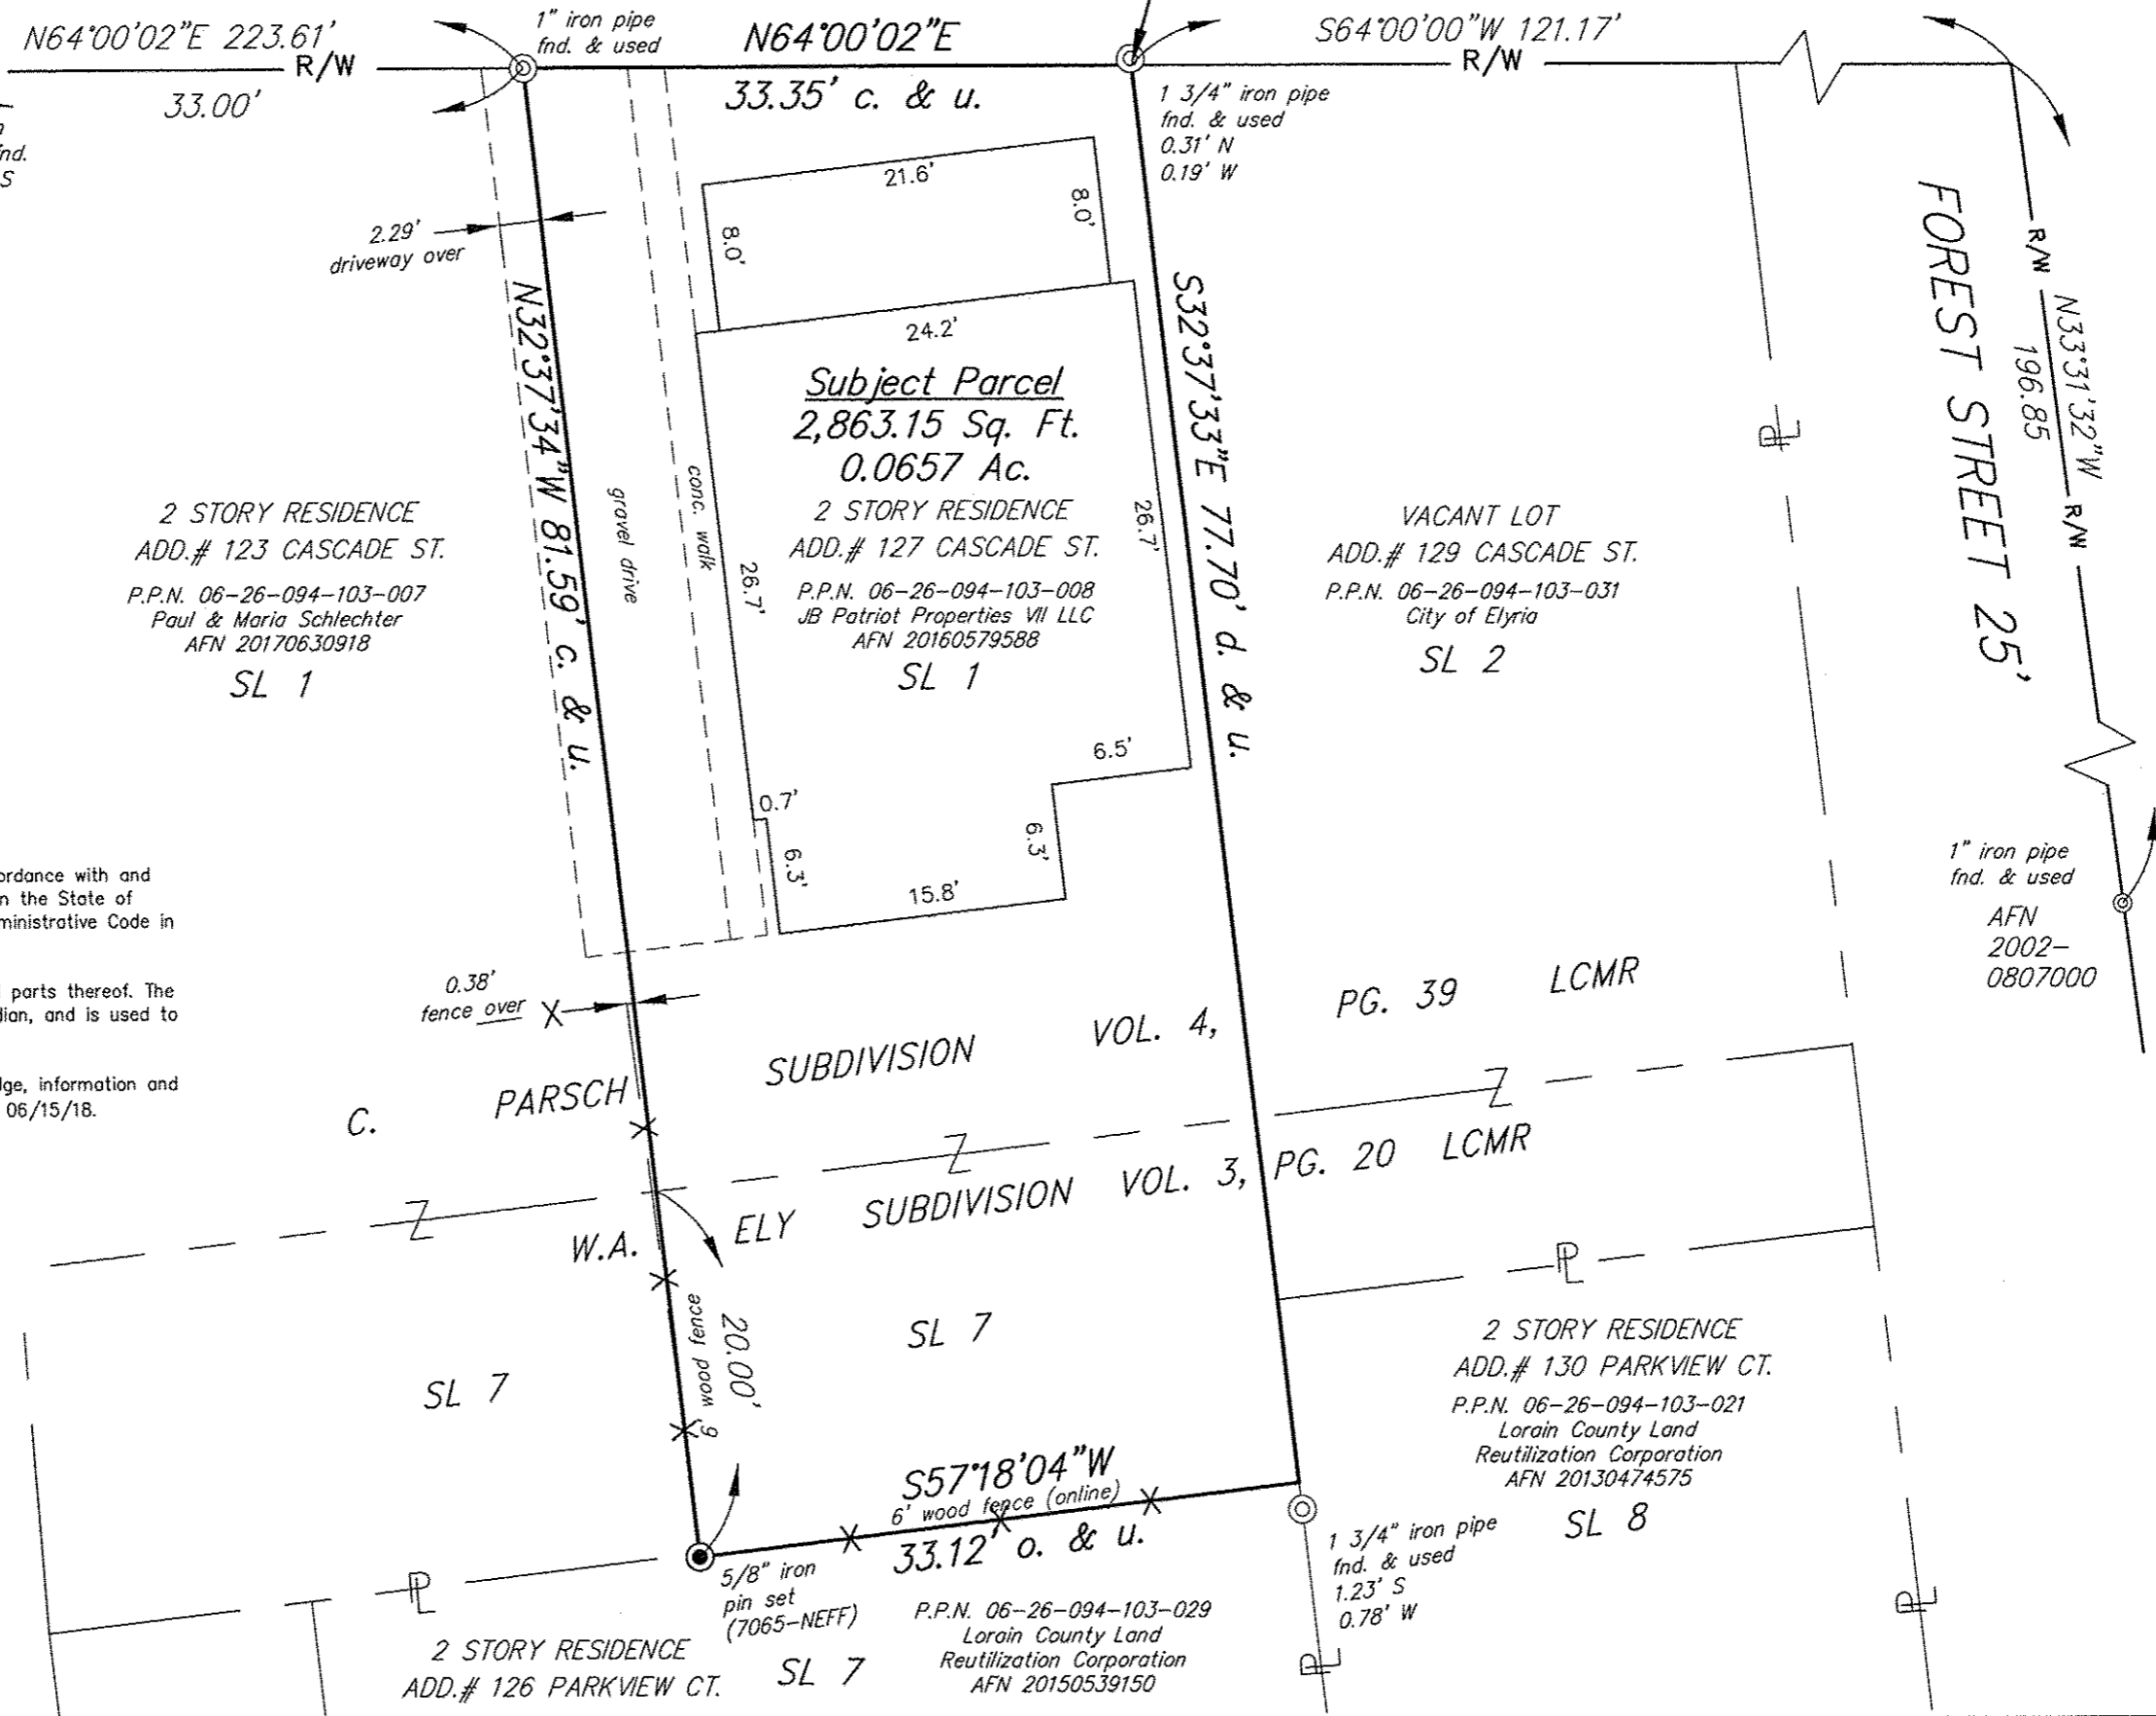 N64°00'02"E 223.61'
R/W
33.00'
1" iron pipe
fnd. & used
N64°00'02"E
33.35' c. & u.
S64°00'00"W 121.17'
R/W
1 3/4" iron pipe
fnd. & used
0.31' N
0.19' W
fnd.
S
2.29'
driveway over
N32°37'34"W 81.59' c. & u.
gravel drive
conc. walk
21.6'
8.0'
8.0'
24.2'
26.7'
26.7'
6.5'
0.7'
6.3'
6.3'
15.8'
Subject Parcel
2,863.15 Sq. Ft.
0.0657 Ac.
2 STORY RESIDENCE
ADD.# 127 CASCADE ST.
P.P.N. 06-26-094-103-008
JB Patriot Properties VII LLC
AFN 20160579588
SL 1
S32°37'33"E 77.70' d. & u.
2 STORY RESIDENCE
ADD.# 123 CASCADE ST.
P.P.N. 06-26-094-103-007
Paul & Maria Schlechter
AFN 20170630918
SL 1
VACANT LOT
ADD.# 129 CASCADE ST.
P.P.N. 06-26-094-103-031
City of Elyria
SL 2
PL
FOREST STREET 25'
R/W
N33°31'32"W
196.85
R/W
1" iron pipe
fnd. & used
AFN
2002-
0807000
ordance with and
n the State of
ministrative Code in
parts thereof. The
dian, and is used to
dge, information and
06/15/18.
0.38'
fence over X
C. PARSCH SUBDIVISION VOL. 4, PG. 39 LCMR
Z
Z
Z
W.A. ELY SUBDIVISION VOL. 3, PG. 20 LCMR
PL
SL 7
6' wood fence
20.00'
SL 7
2 STORY RESIDENCE
ADD.# 130 PARKVIEW CT.
P.P.N. 06-26-094-103-021
Lorain County Land
Reutilization Corporation
AFN 20130474575
SL 8
S57°18'04"W
6' wood fence (online)
33.12' o. & u.
5/8" iron
pin set
(7065-NEFF)
1 3/4" iron pipe
fnd. & used
1.23' S
0.78' W
PL
PL
PL
P.P.N. 06-26-094-103-029
Lorain County Land
Reutilization Corporation
AFN 20150539150
2 STORY RESIDENCE
ADD.# 126 PARKVIEW CT.
SL 7